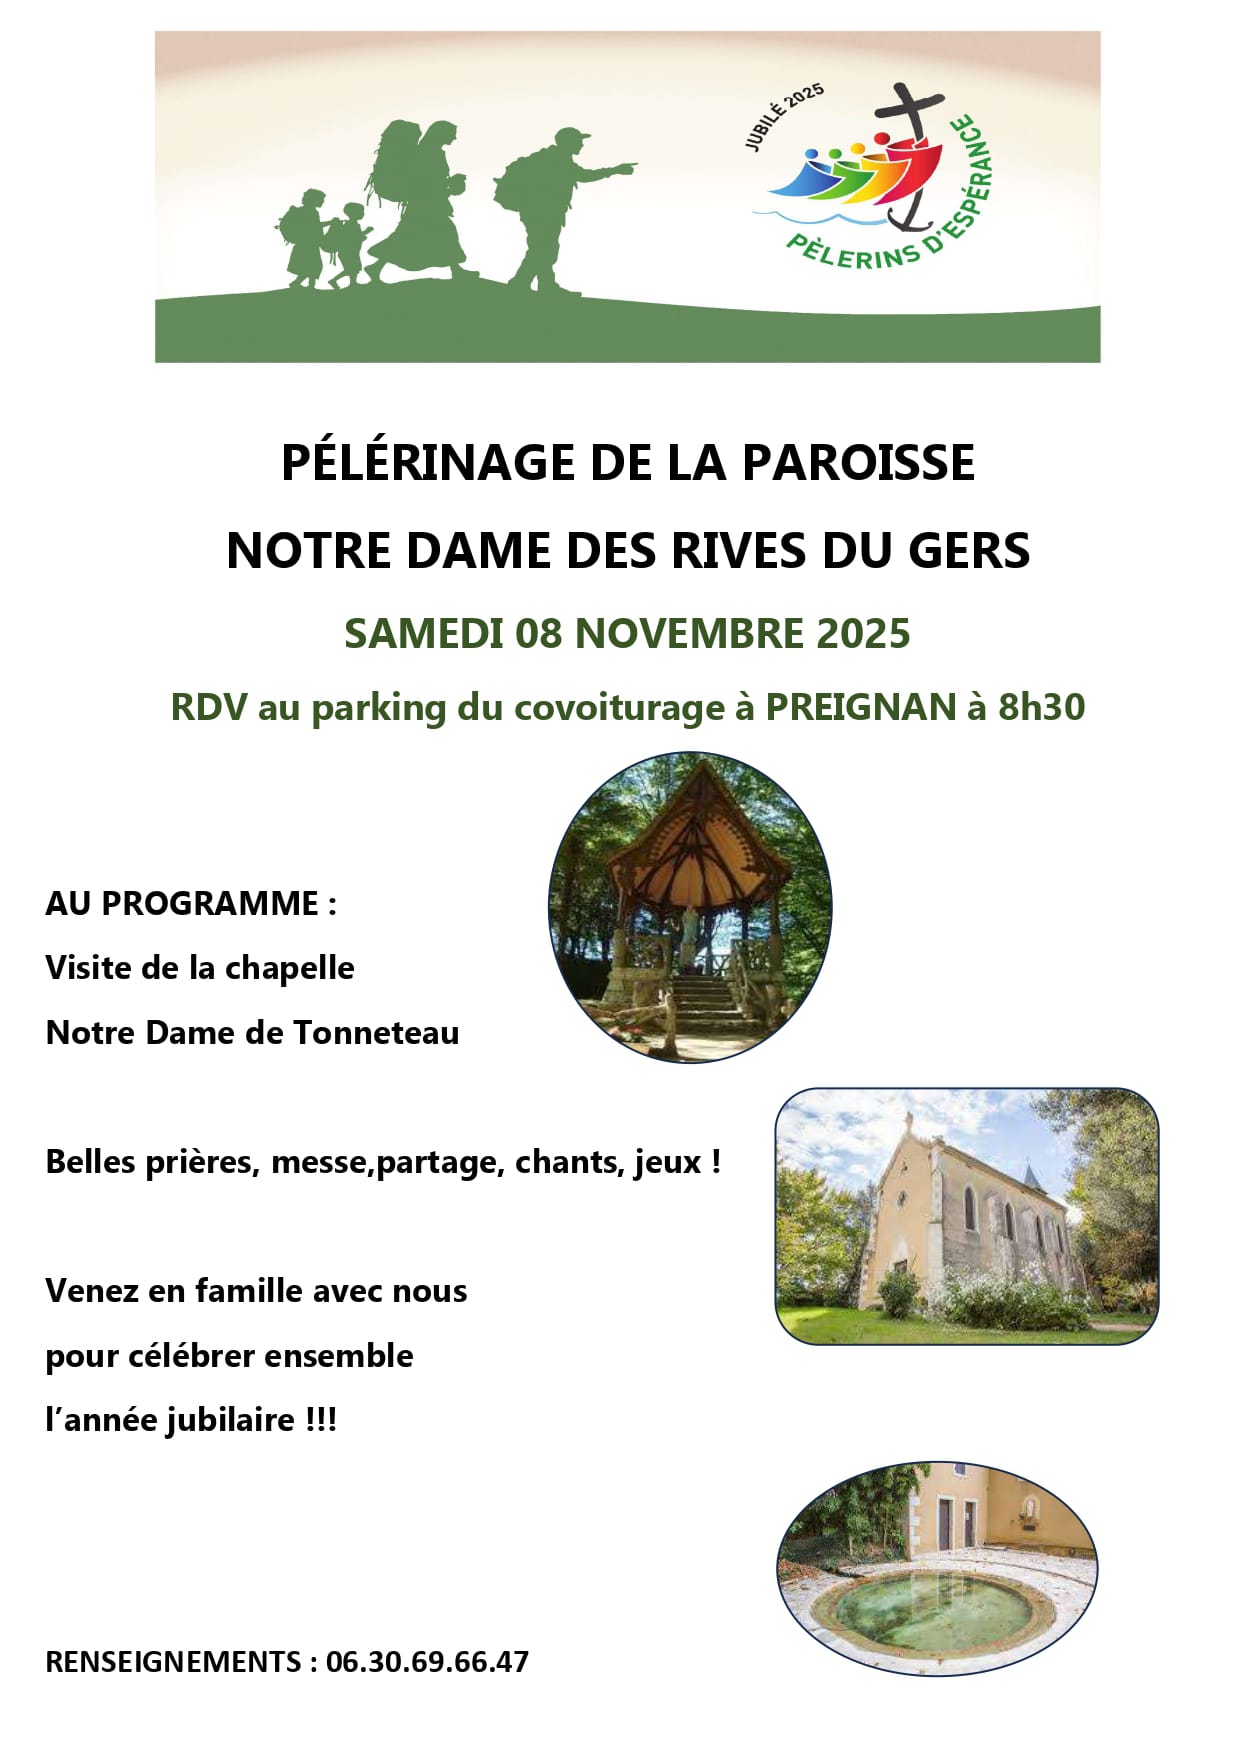 JUBILÉ 2025
PÈLERINS D'ESPÉRANCE
PÉLÉRINAGE DE LA PAROISSE
NOTRE DAME DES RIVES DU GERS
SAMEDI 08 NOVEMBRE 2025
RDV au parking du covoiturage à PREIGNAN à 8h30
AU PROGRAMME :
Visite de la chapelle
Notre Dame de Tonneteau
Belles prières, messe,partage, chants, jeux !
Venez en famille avec nous
pour célébrer ensemble
l’année jubilaire !!!
RENSEIGNEMENTS : 06.30.69.66.47